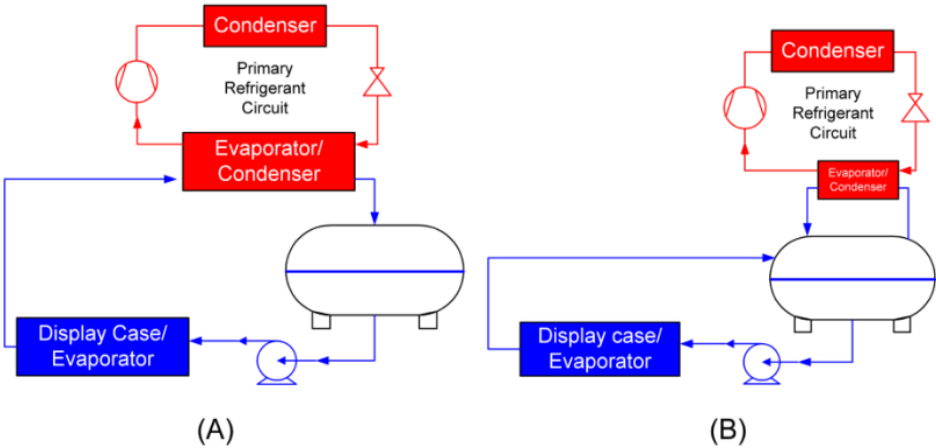 Condenser
Primary
Refrigerant
Circuit
Evaporator/
Condenser
Display Case/
Evaporator
(A)
Condenser
Primary
Refrigerant
Circuit
Evaporator/
Condenser
Display case/
Evaporator
(B)